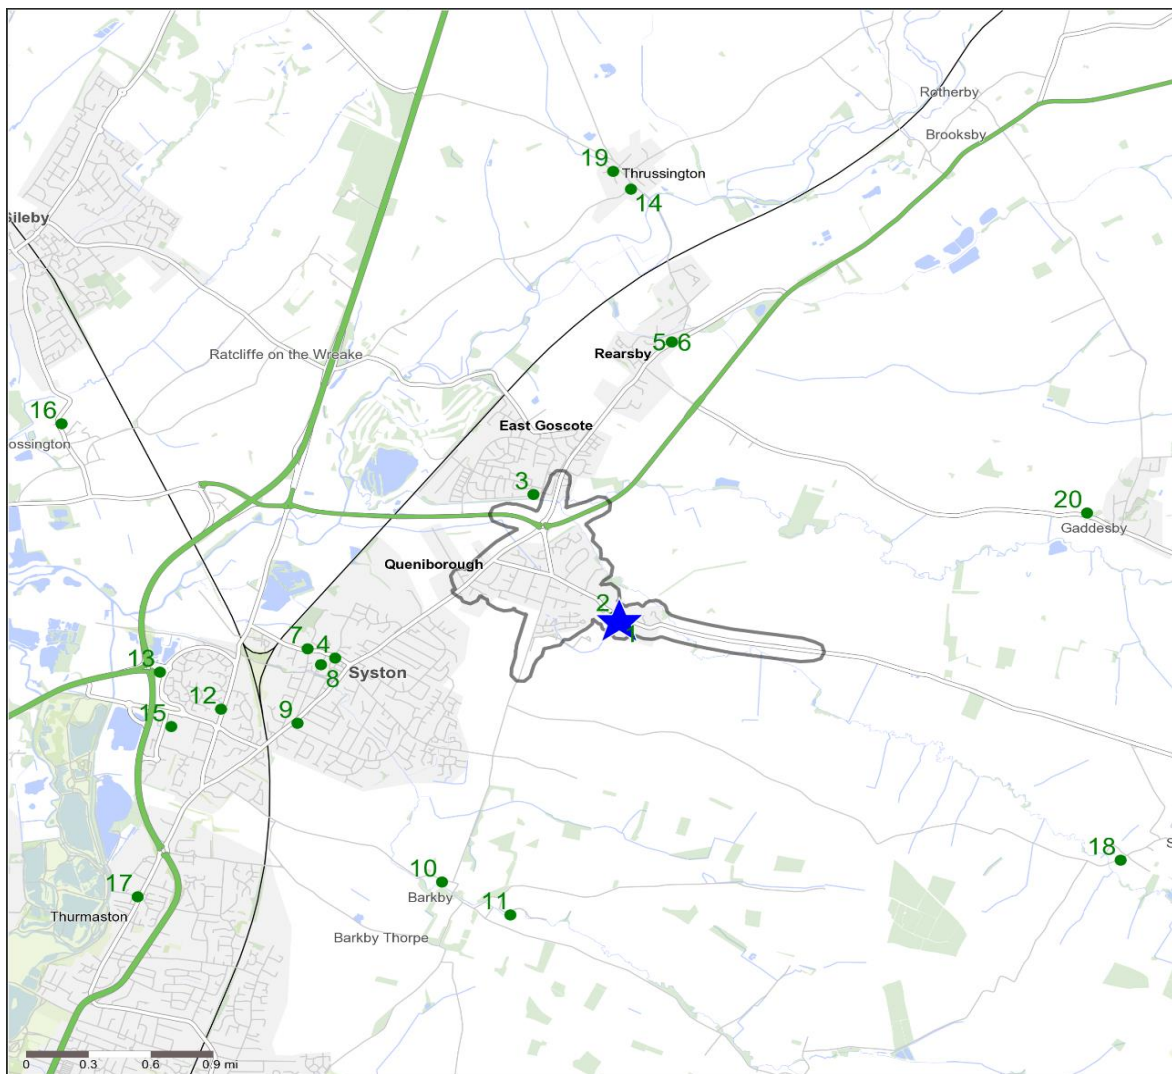 Rotherby
Brooksby
19
Thrussington
14
Sileby
5
6
Rearsby
Ratcliffe on the Wreake
16
ossington
East Goscote
3
20
Gaddesby
Queniborough
2
1
7
4
8
Syston
13
12
15
9
18
S
10
Barkby
11
17
Thurmaston
Barkby Thorpe
0 0.3 0.6 0.9 mi